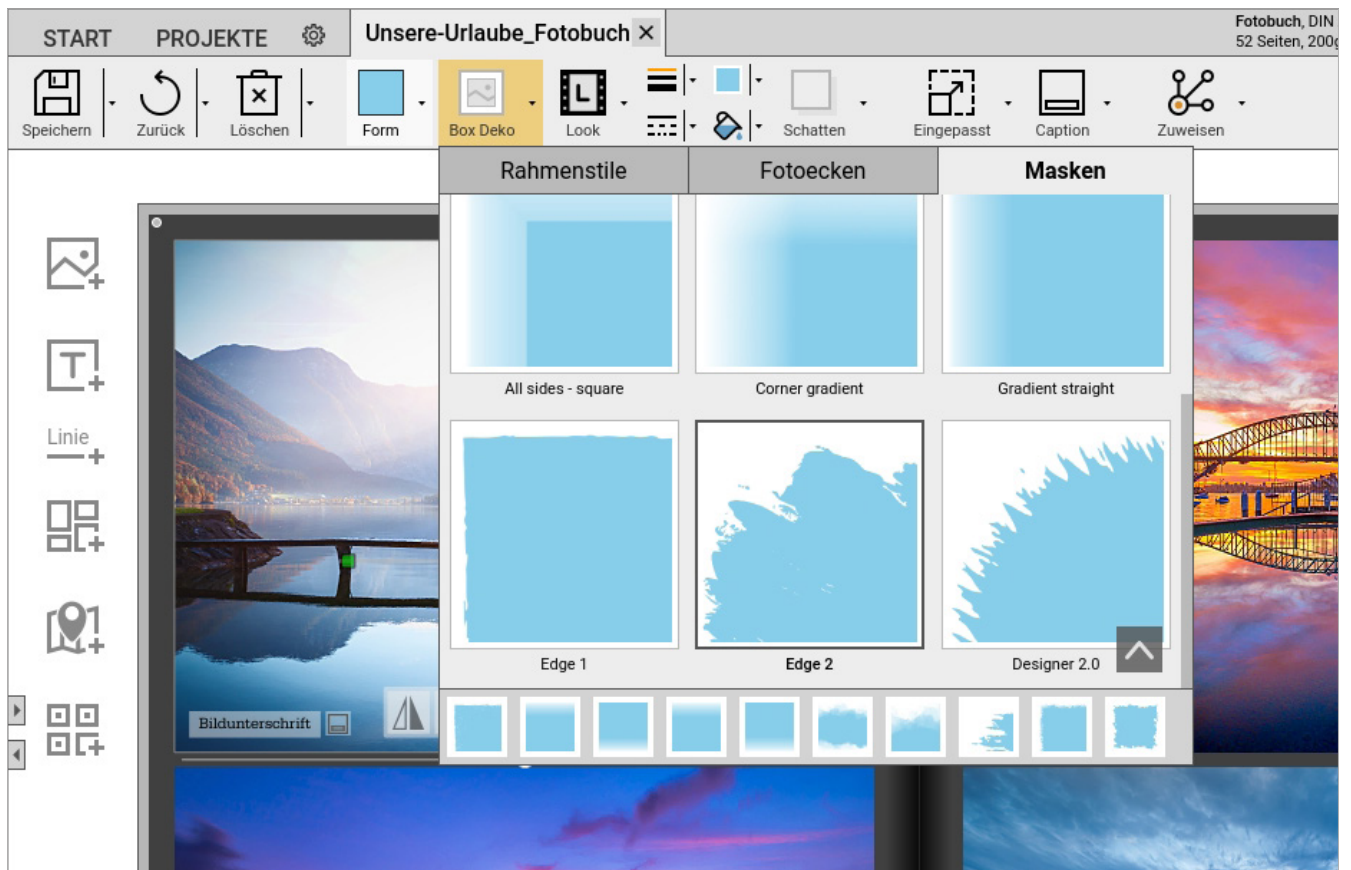 START PROJEKTE Unsere-Urlaube_Fotobuch
Fotobuch, DIN
52 Seiten, 200g
Speichern Zurück Löschen Form Box Deko L Look Schatten Eingepasst Caption Zuweisen
Rahmenstile Fotoecken Masken
T
Linie
All sides - square Corner gradient Gradient straight
Edge 1 Edge 2 Designer 2.0
Bildunterschrift